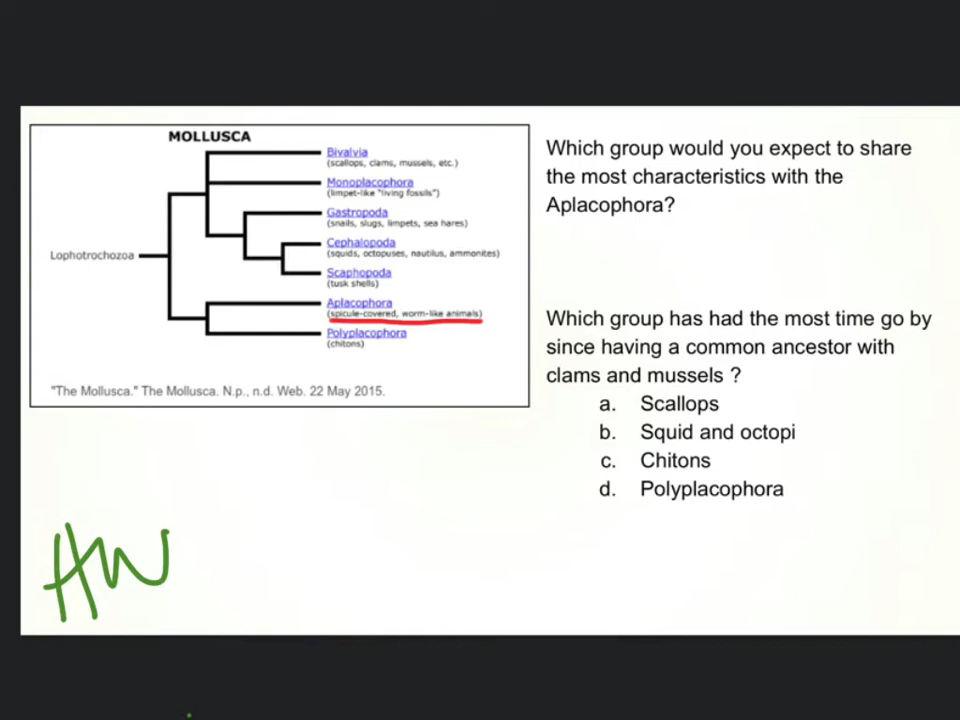 MOLLUSCA
Bivalvia
(scallops, clams, mussels, etc.)
Monoplacophora
(limpet-like "living fossils")
Gastropoda
(snails, slugs, limpets, sea hares)
Lophotrochozoa
Cephalopoda
(squids, octopuses, nautilus, ammonites)
Scaphopoda
(tusk shells)
Aplacophora
(spicule-covered, worm-like animals)
Polyplacophora
(chitons)
"The Mollusca." The Mollusca. N.p., n.d. Web. 22 May 2015.
Which group would you expect to share
the most characteristics with the
Aplacophora?
Which group has had the most time go by
since having a common ancestor with
clams and mussels ?
a. Scallops
b. Squid and octopi
c. Chitons
d. Polyplacophora
HW